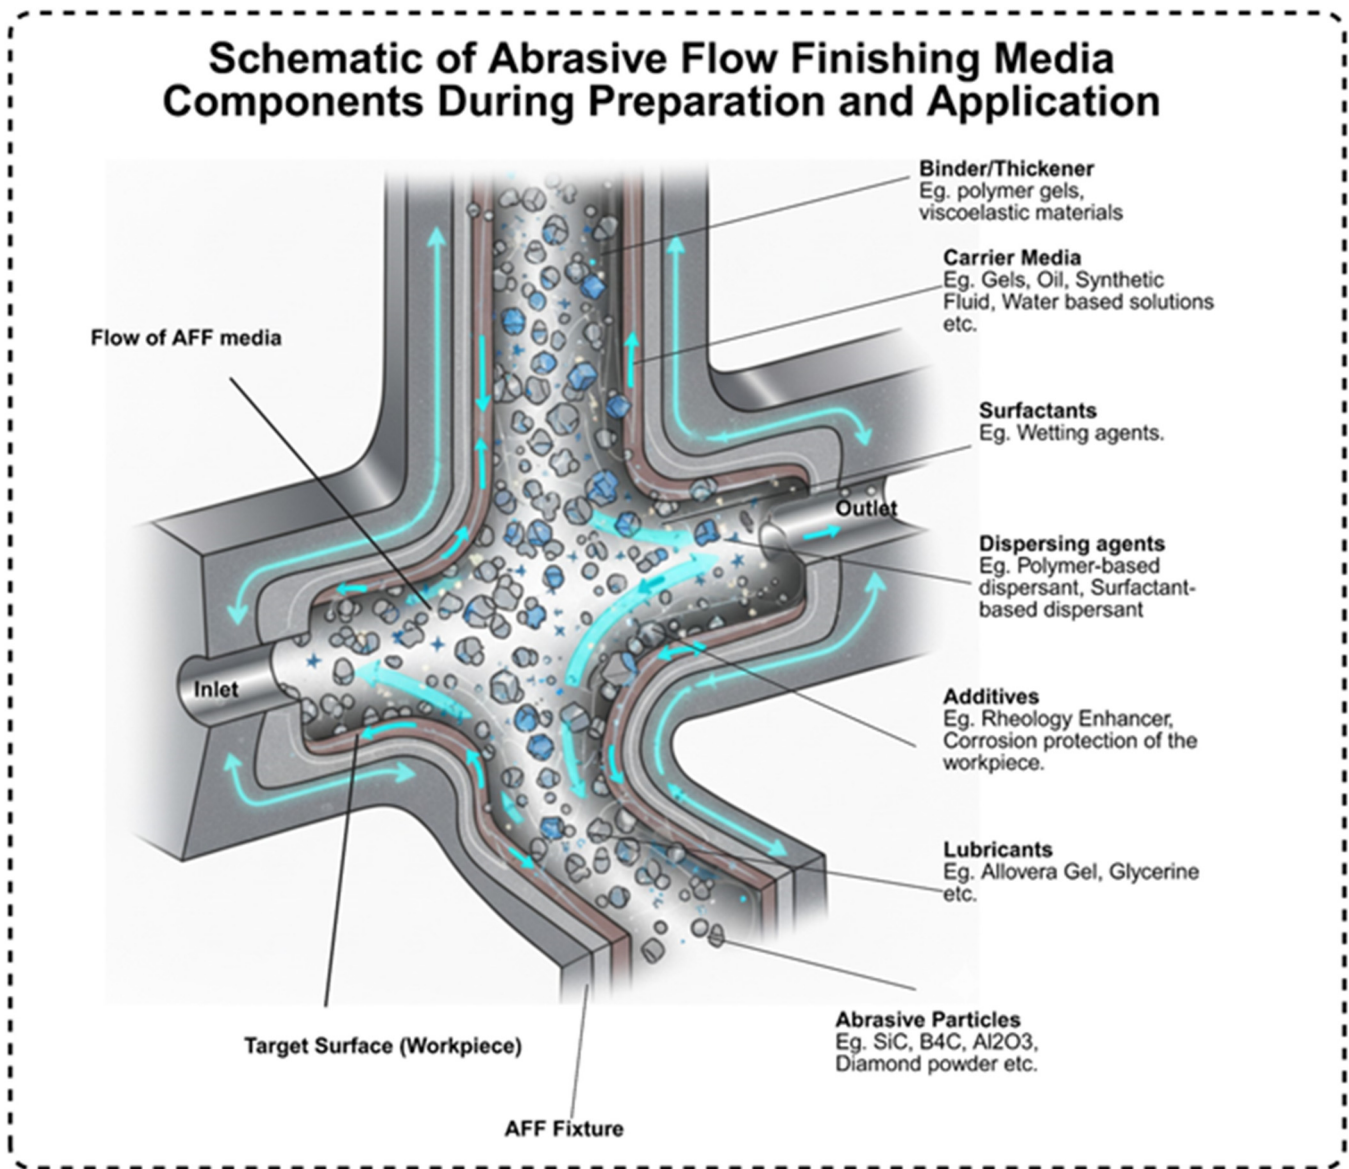 Schematic of Abrasive Flow Finishing Media
Components During Preparation and Application
Binder/Thickener
Eg. polymer gels,
viscoelastic materials
Carrier Media
Eg. Gels, Oil, Synthetic
Fluid, Water based solutions
etc.
Flow of AFF media
Surfactants
Eg. Wetting agents.
Outlet
Dispersing agents
Eg. Polymer-based
dispersant, Surfactant-
based dispersant
Inlet
Additives
Eg. Rheology Enhancer,
Corrosion protection of the
workpiece.
Lubricants
Eg. Allovera Gel, Glycerine
etc.
Abrasive Particles
Eg. SiC, B4C, Al2O3,
Diamond powder etc.
Target Surface (Workpiece)
AFF Fixture